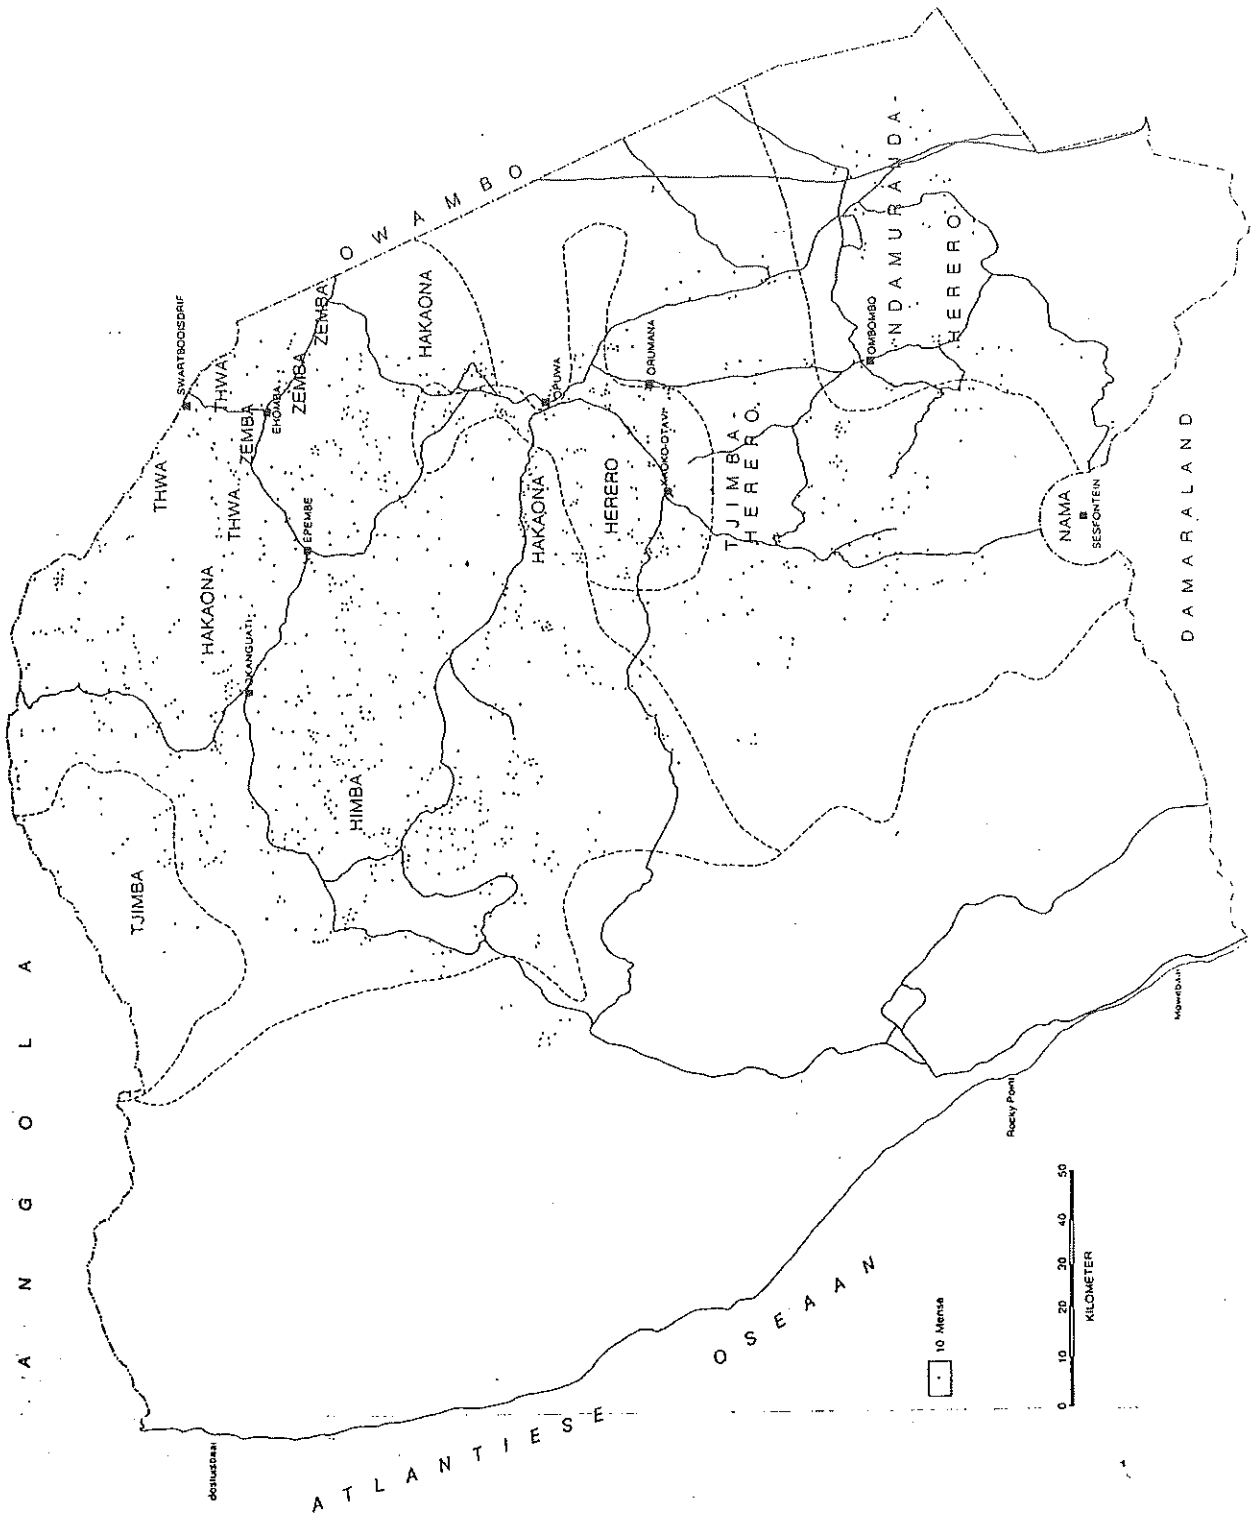 ANGOLA
OWAMBO
DAMARALAND
ATLANTIESE OSEAAN
SWARTBOOISDRIF
THWA
THWA
THWA
ZEMBA
ZEMBA
ZEMBA
EHOMBA
EPEMBE
HAKAONA
HAKAONA
HAKAONA
OKANGUATI
TJIMBA
HIMBA
OPUWA
ORUMANA
HERERO
KAOKO-OTAVI
TJIMBA-
HERERO
OMBOMBO
NDAMURANDA-
HERERO
NAMA
SESFONTEIN
Rocky Point
10 Mense
0 10 20 30 40 50
KILOMETER